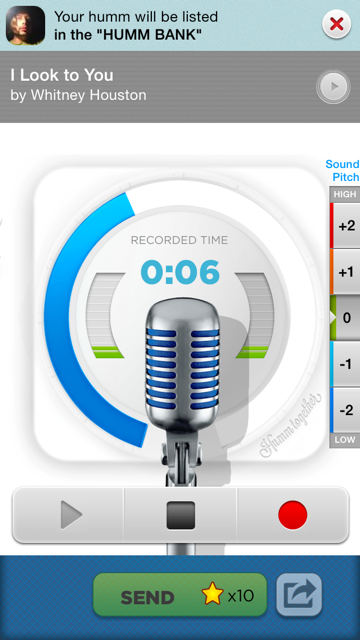 Your humm will be listed
in the "HUMM BANK"
I Look to You
by Whitney Houston
Sound
Pitch
HIGH
+2
+1
0
-1
-2
LOW
RECORDED TIME
0:06
Humm together
SEND x10